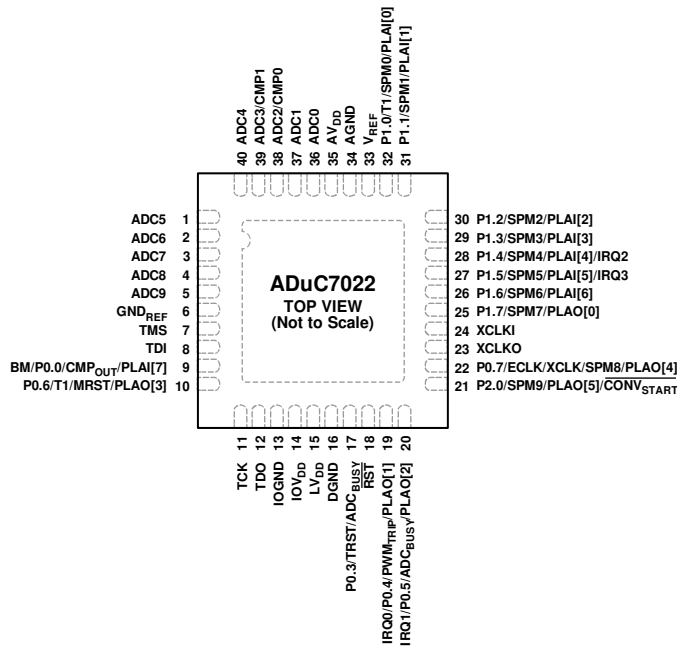 40 ADC4
39 ADC3/CMP1
38 ADC2/CMP0
37 ADC1
36 ADC0
35 AVDD
34 AGND
33 VREF
32 P1.0/T1/SPM0/PLAI[0]
31 P1.1/SPM1/PLAI[1]
ADC5 1
ADC6 2
ADC7 3
ADC8 4
ADC9 5
GNDREF 6
TMS 7
TDI 8
BM/P0.0/CMPOUT/PLAI[7] 9
P0.6/T1/MRST/PLAO[3] 10
ADuC7022
TOP VIEW
(Not to Scale)
30 P1.2/SPM2/PLAI[2]
29 P1.3/SPM3/PLAI[3]
28 P1.4/SPM4/PLAI[4]/IRQ2
27 P1.5/SPM5/PLAI[5]/IRQ3
26 P1.6/SPM6/PLAI[6]
25 P1.7/SPM7/PLAO[0]
24 XCLKI
23 XCLKO
22 P0.7/ECLK/XCLK/SPM8/PLAO[4]
21 P2.0/SPM9/PLAO[5]/CONVSTART
TCK 11
TDO 12
IOGND 13
IOVDD 14
LVDD 15
DGND 16
P0.3/TRST/ADCBUSY 17
RST 18
IRQ0/P0.4/PWMTRIP/PLAO[1] 19
IRQ1/P0.5/ADCBUSY/PLAO[2] 20